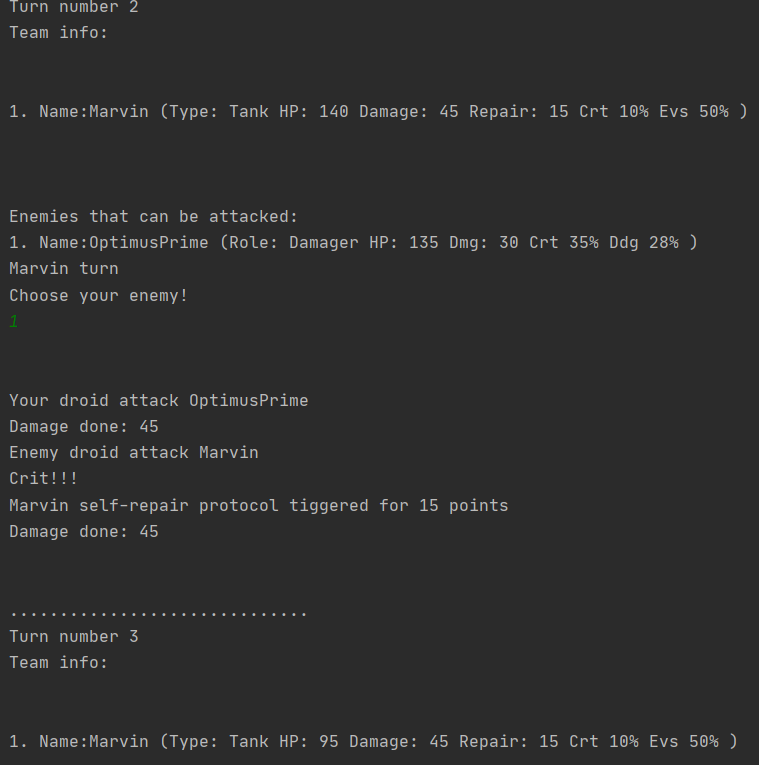 Turn number 2
Team info:
1. Name:Marvin (Type: Tank HP: 140 Damage: 45 Repair: 15 Crt 10% Evs 50% )
Enemies that can be attacked:
1. Name:OptimusPrime (Role: Damager HP: 135 Dmg: 30 Crt 35% Ddg 28% )
Marvin turn
Choose your enemy!
1
Your droid attack OptimusPrime
Damage done: 45
Enemy droid attack Marvin
Crit!!!
Marvin self-repair protocol tiggered for 15 points
Damage done: 45
..............................
Turn number 3
Team info:
1. Name:Marvin (Type: Tank HP: 95 Damage: 45 Repair: 15 Crt 10% Evs 50% )